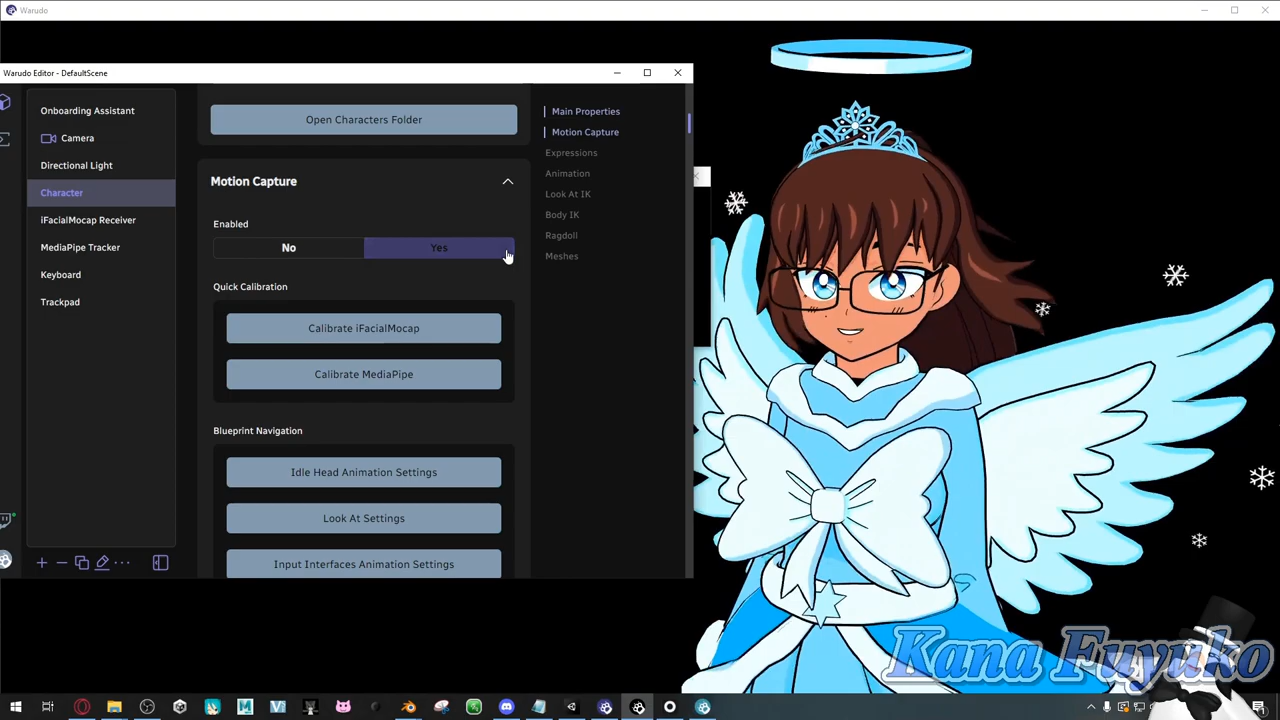 Warudo
Warudo Editor - DefaultScene
Onboarding Assistant
Camera
Directional Light
Character
iFacialMocap Receiver
MediaPipe Tracker
Keyboard
Trackpad
Open Characters Folder
Motion Capture
Enabled
No
Yes
Quick Calibration
Calibrate iFacialMocap
Calibrate MediaPipe
Blueprint Navigation
Idle Head Animation Settings
Look At Settings
Input Interfaces Animation Settings
Main Properties
Motion Capture
Expressions
Animation
Look At IK
Body IK
Ragdoll
Meshes
Kana Fuyuko